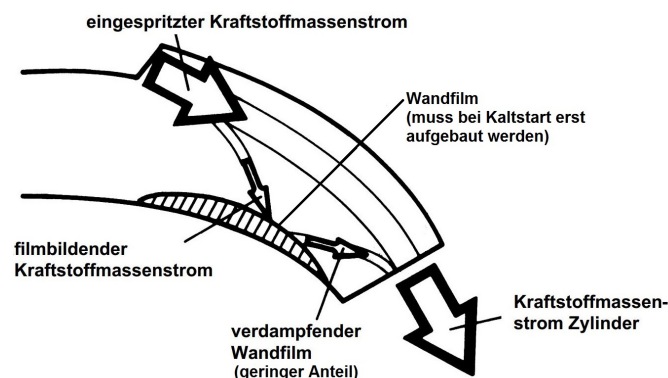 eingespritzter Kraftstoffmassenstrom
Wandfilm
(muss bei Kaltstart erst
aufgebaut werden)
filmbildender
Kraftstoffmassenstrom
verdampfender
Wandfilm
(geringer Anteil)
Kraftstoffmassen-
strom Zylinder